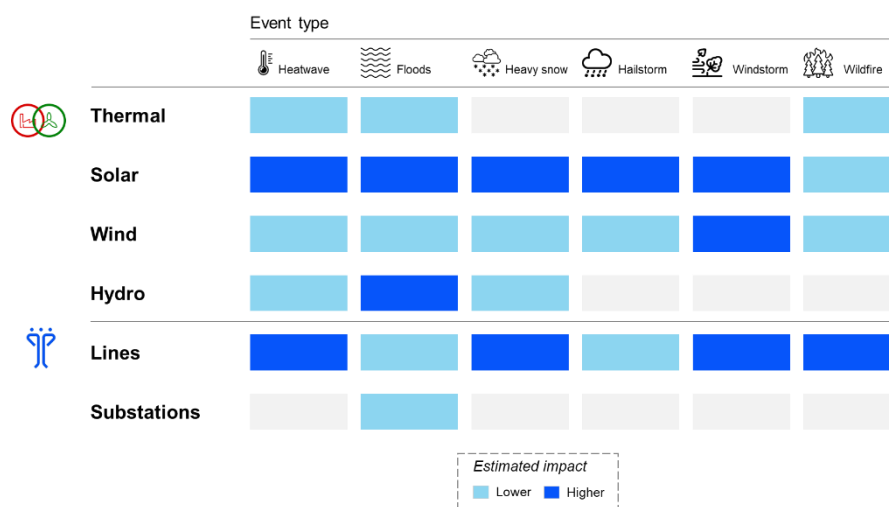 Event type
Heatwave Floods Heavy snow Hailstorm Windstorm Wildfire
Thermal
Solar
Wind
Hydro
Lines
Substations
Estimated impact
Lower Higher